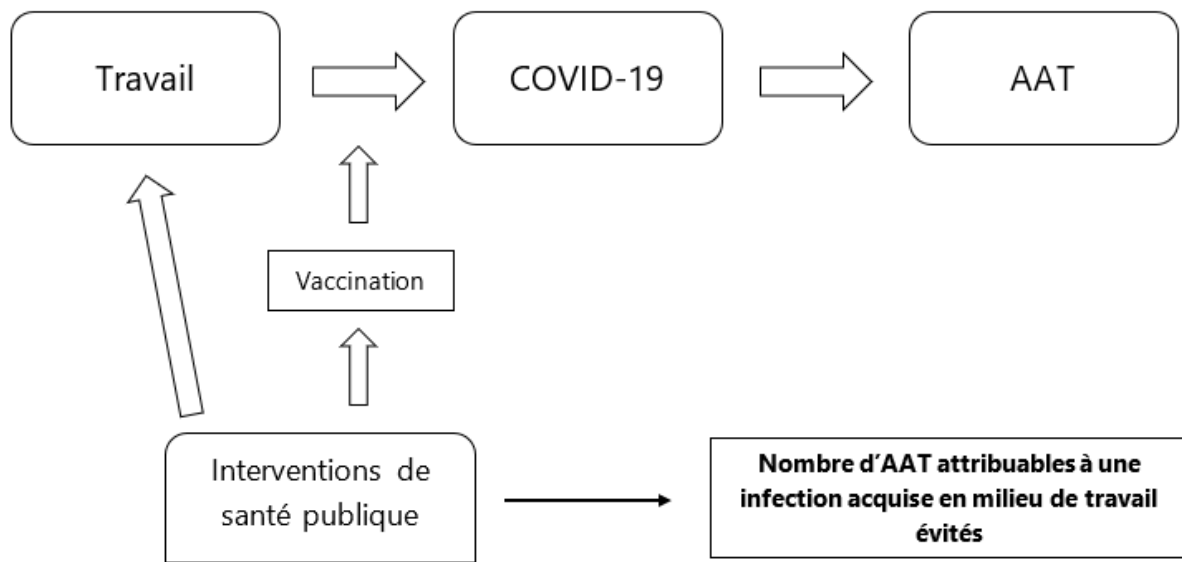 Travail
COVID-19
AAT
Vaccination
Interventions de
santé publique
Nombre d'AAT attribuables à une
infection acquise en milieu de travail
évités